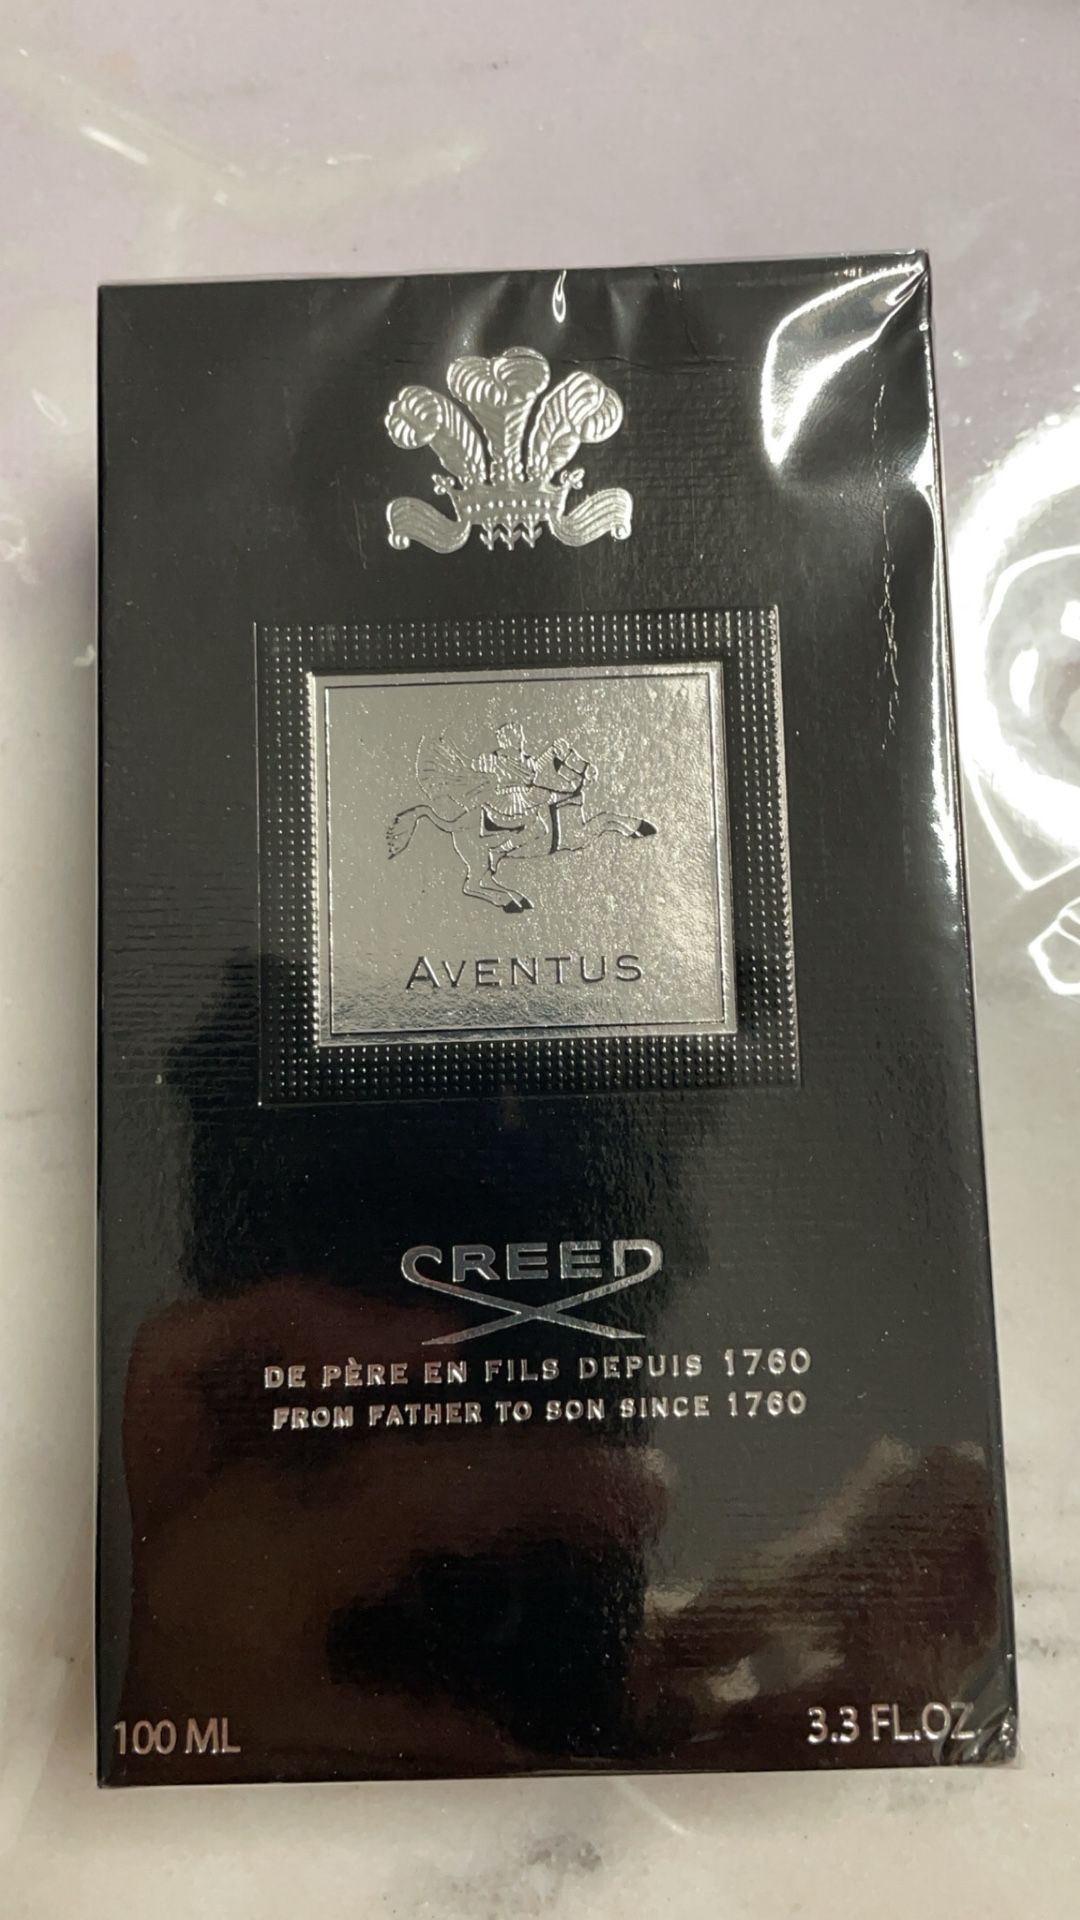 AVENTUS
CREED
DE PÈRE EN FILS DEPUIS 1760
FROM FATHER TO SON SINCE 1760
100 ML
3.3 FL.OZ.